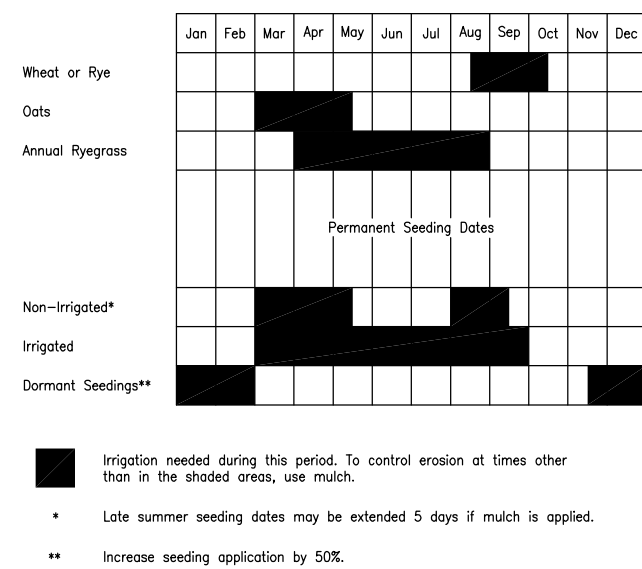 Jan Feb Mar Apr May Jun Jul Aug Sep Oct Nov Dec
Wheat or Rye
Oats
Annual Ryegrass
Permanent Seeding Dates
Non-Irrigated*
Irrigated
Dormant Seedings**
Irrigation needed during this period. To control erosion at times other
than in the shaded areas, use mulch.
* Late summer seeding dates may be extended 5 days if mulch is applied.
** Increase seeding application by 50%.